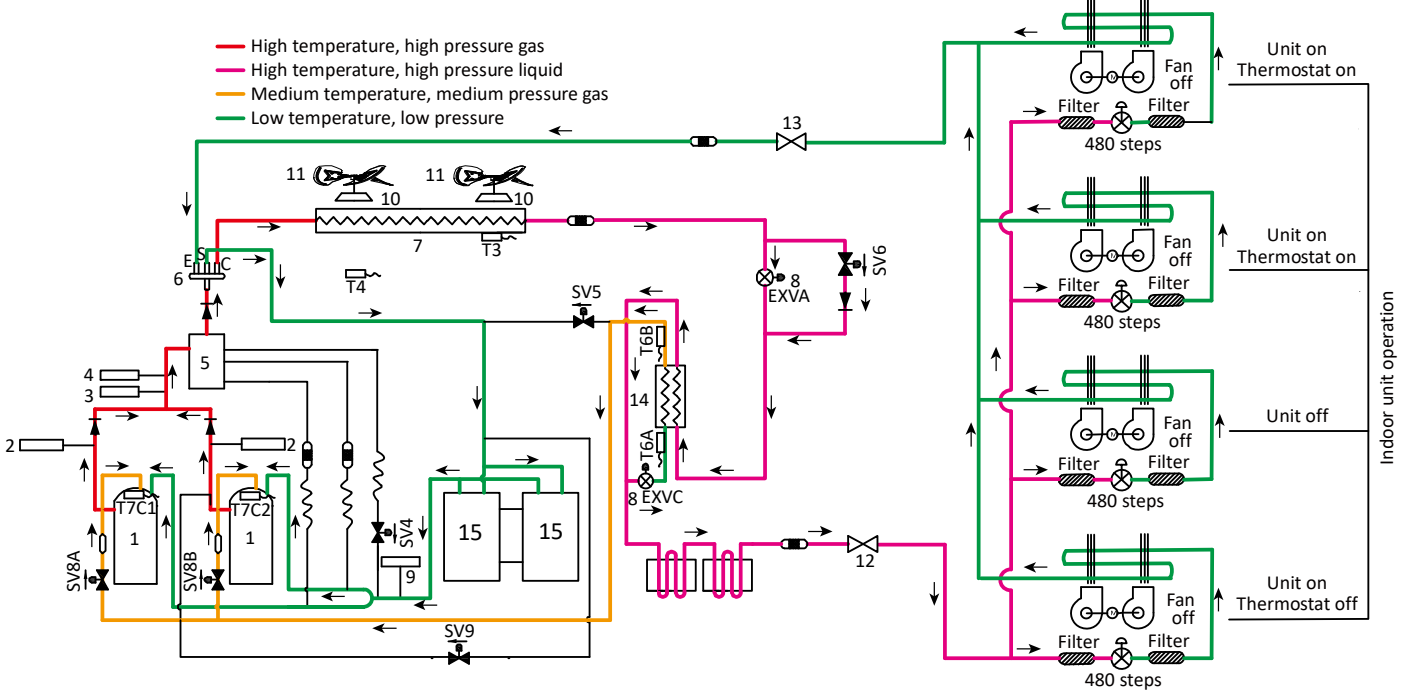 High temperature, high pressure gas
High temperature, high pressure liquid
Medium temperature, medium pressure gas
Low temperature, low pressure
13
11
11
10
10
7
T3
T4
E
S
C
6
5
4
3
2
2
T7C1
T7C2
1
1
SV8A
SV8B
SV4
9
SV9
15
15
SV5
T6B
14
T6A
8
EXVC
8
EXVA
SV6
12
Fan
off
M
Filter
Filter
480 steps
Unit on
Thermostat on
Fan
off
M
Filter
Filter
480 steps
Unit on
Thermostat on
Fan
off
M
Filter
Filter
480 steps
Unit off
Fan
off
M
Filter
Filter
480 steps
Unit on
Thermostat off
Indoor unit operation